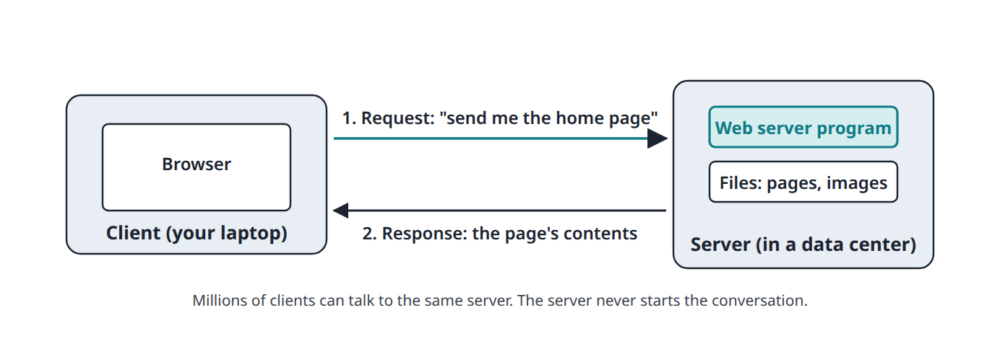 1. Request: "send me the home page"
Web server program
Browser
Files: pages, images
Client (your laptop)
2. Response: the page's contents
Server (in a data center)
Millions of clients can talk to the same server. The server never starts the conversation.